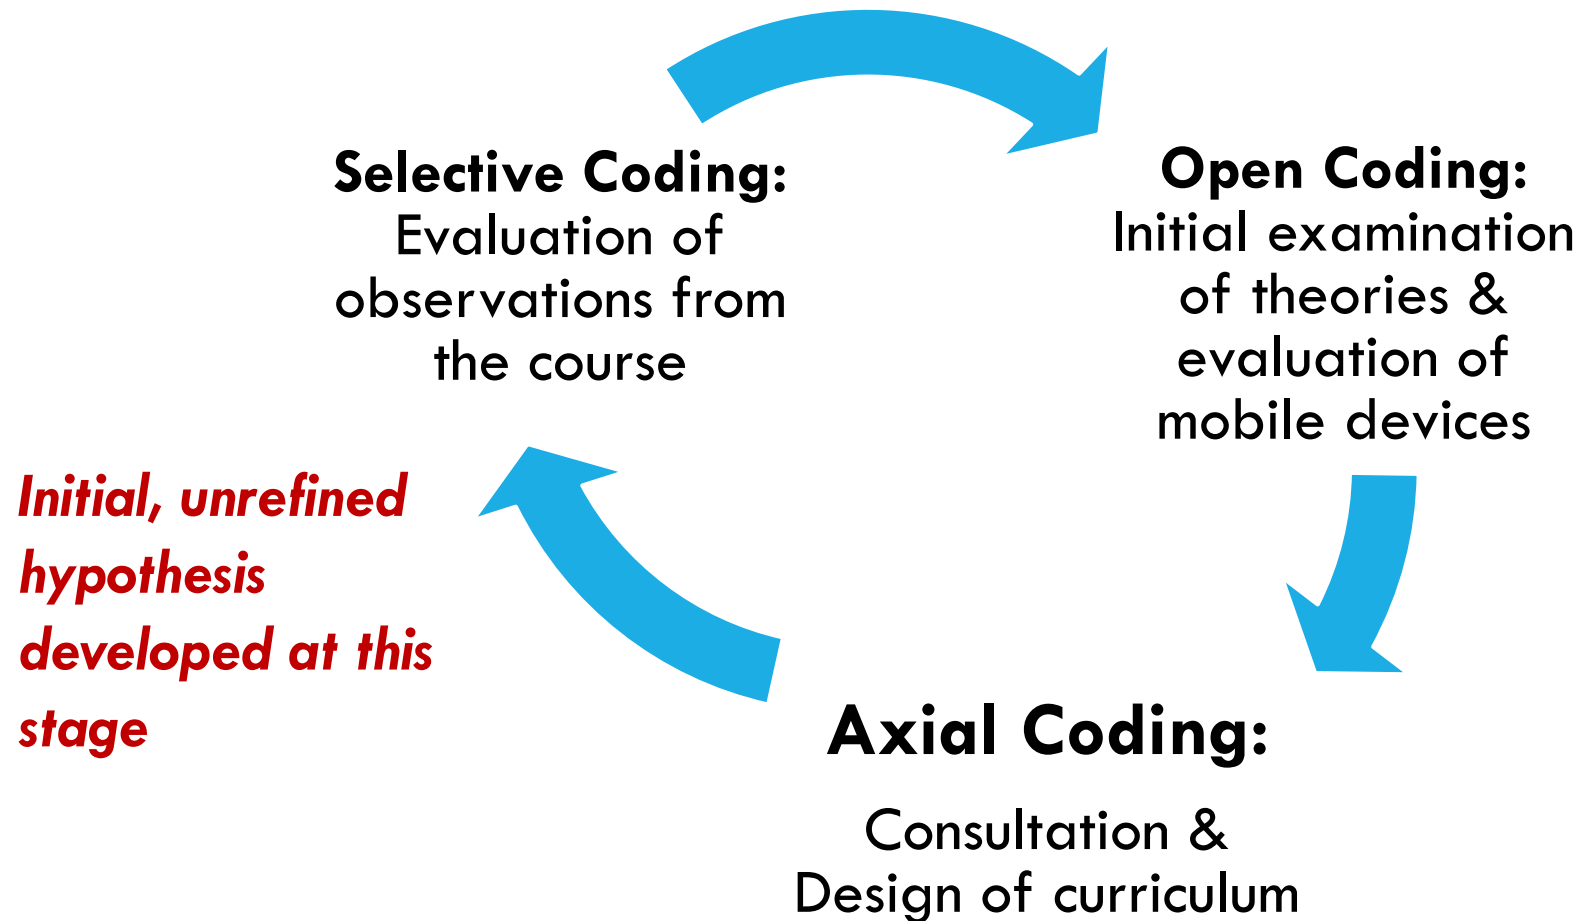 Selective Coding:
Evaluation of
observations from
the course
Open Coding:
Initial examination
of theories &
evaluation of
mobile devices
Initial, unrefined
hypothesis
developed at this
stage
Axial Coding:
Consultation &
Design of curriculum